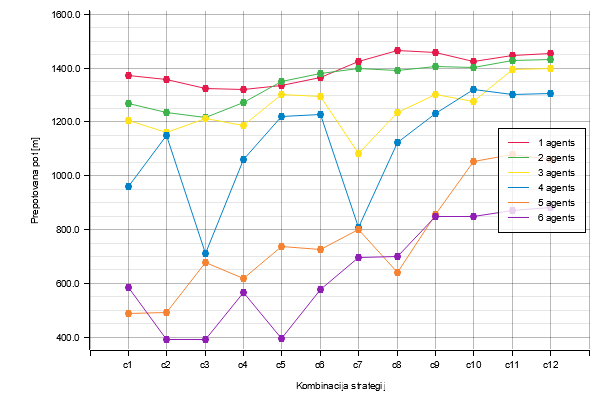 1600.0
1400.0
1200.0
1000.0
800.0
600.0
400.0
Prepotovana pot [m]
c1 c2 c3 c4 c5 c6 c7 c8 c9 c10 c11 c12
Kombinacija strategij
1 agents
2 agents
3 agents
4 agents
5 agents
6 agents